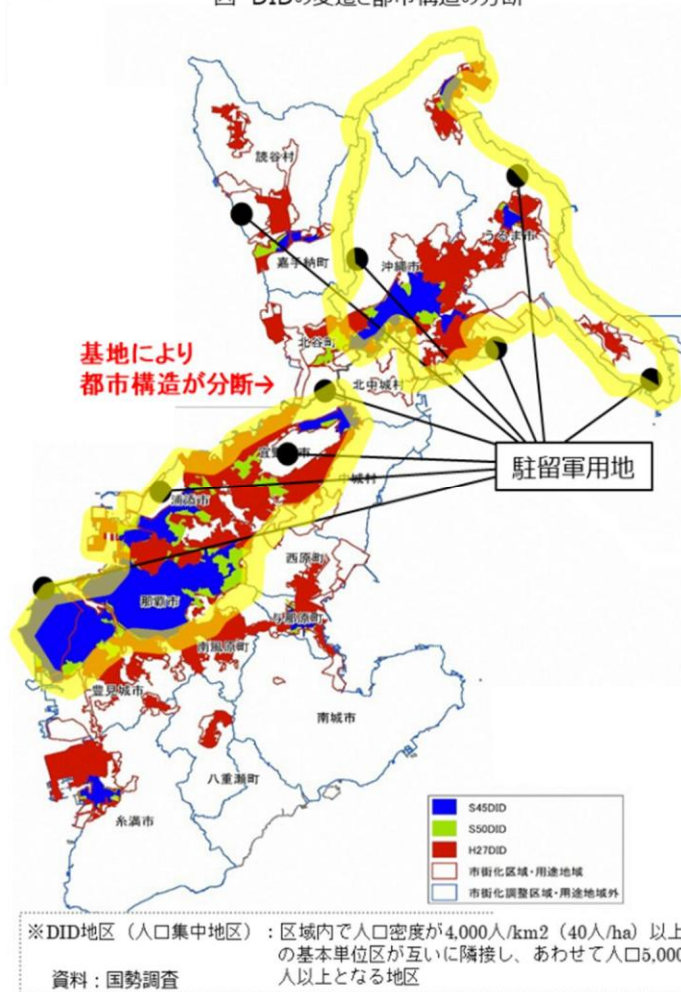 図 DIDの変遷と都市構造の分断
読谷村
嘉手納町
沖縄市
うるま市
北谷町
基地により
都市構造が分断→
北中城村
宜野湾市
中城村
駐留軍用地
浦添市
西原町
那覇市
与那原町
南風原町
豊見城市
南城市
八重瀬町
糸満市
S45DID
S50DID
H27DID
市街化区域・用途地域
市街化調整区域・用途地域外
※DID地区（人口集中地区）：区域内で人口密度が4,000人/km2（40人/ha）以上
の基本単位区が互いに隣接し、あわせて人口5,000
人以上となる地区
資料：国勢調査